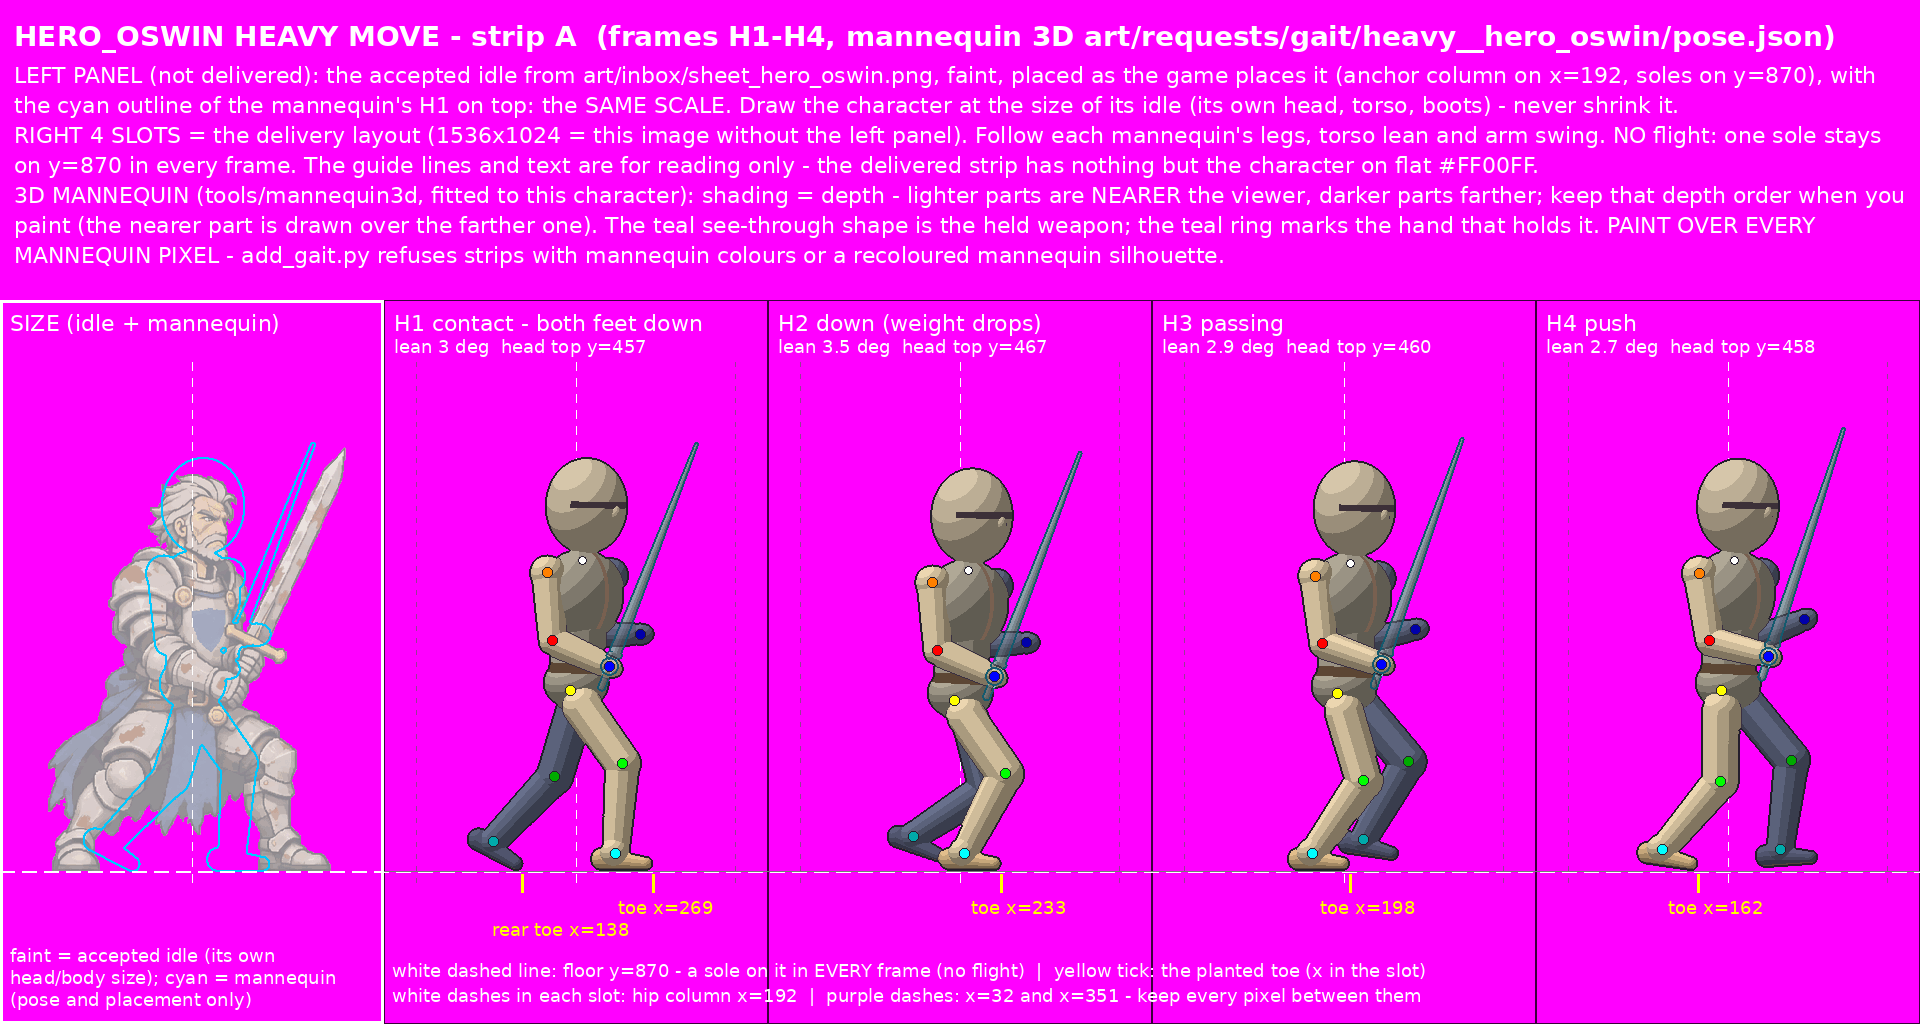 HERO_OSWIN HEAVY MOVE - strip A  (frames H1-H4, mannequin 3D art/requests/gait/heavy__hero_oswin/pose.json)
LEFT PANEL (not delivered): the accepted idle from art/inbox/sheet_hero_oswin.png, faint, placed as the game places it (anchor column on x=192, soles on y=870), with
the cyan outline of the mannequin's H1 on top: the SAME SCALE. Draw the character at the size of its idle (its own head, torso, boots) - never shrink it.
RIGHT 4 SLOTS = the delivery layout (1536x1024 = this image without the left panel). Follow each mannequin's legs, torso lean and arm swing. NO flight: one sole stays
on y=870 in every frame. The guide lines and text are for reading only - the delivered strip has nothing but the character on flat #FF00FF.
3D MANNEQUIN (tools/mannequin3d, fitted to this character): shading = depth - lighter parts are NEARER the viewer, darker parts farther; keep that depth order when you
paint (the nearer part is drawn over the farther one). The teal see-through shape is the held weapon; the teal ring marks the hand that holds it. PAINT OVER EVERY
MANNEQUIN PIXEL - add_gait.py refuses strips with mannequin colours or a recoloured mannequin silhouette.
SIZE (idle + mannequin)
H1 contact - both feet down
lean 3 deg  head top y=457
H2 down (weight drops)
lean 3.5 deg  head top y=467
H3 passing
lean 2.9 deg  head top y=460
H4 push
lean 2.7 deg  head top y=458
toe x=269
rear toe x=138
toe x=233
toe x=198
toe x=162
faint = accepted idle (its own
head/body size); cyan = mannequin
(pose and placement only)
white dashed line: floor y=870 - a sole on it in EVERY frame (no flight)  |  yellow tick: the planted toe (x in the slot)
white dashes in each slot: hip column x=192  |  purple dashes: x=32 and x=351 - keep every pixel between them